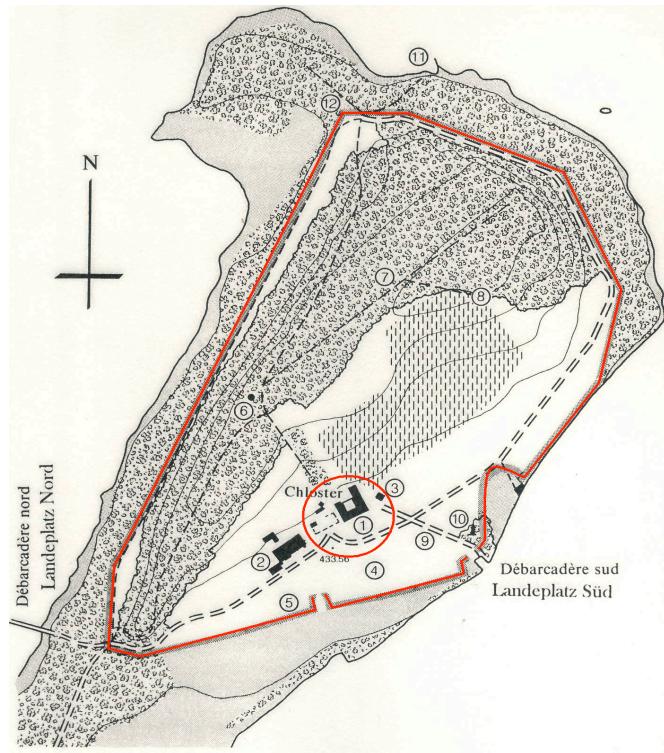 ⑪
⑫
N
⑦
⑧
⑥
Chloster
③
①
⑩
②
433.56
④
⑨
⑤
Débarcadère nord
Landeplatz Nord
Débarcadère sud
Landeplatz Süd